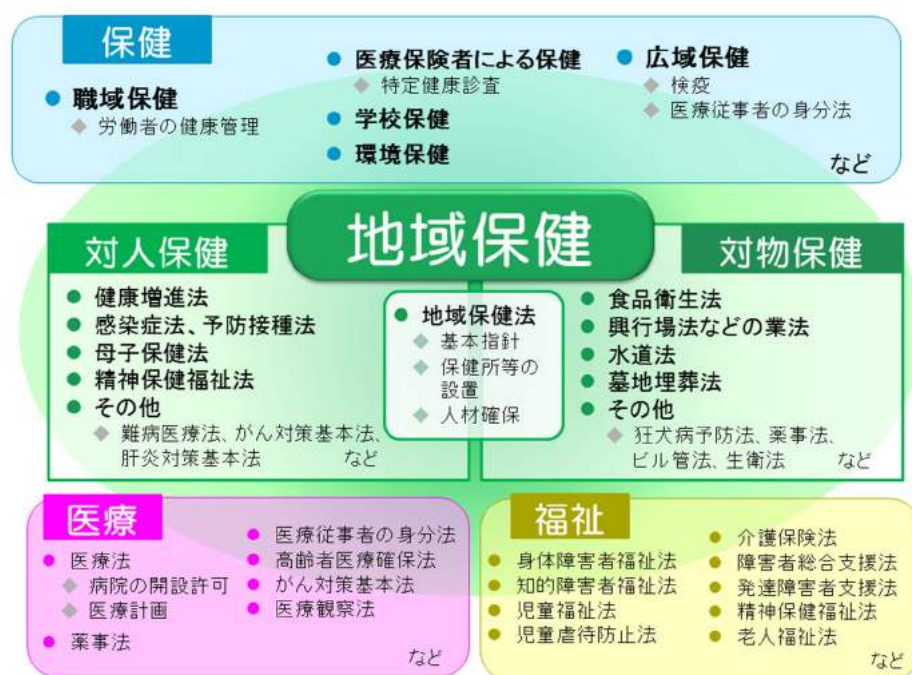 保健
職域保健
労働者の健康管理
医療保険者による保健
特定健康診査
学校保健
環境保健
広域保健
検疫
医療従事者の身分法
など
地域保健
対人保健
健康増進法
感染症法、予防接種法
母子保健法
精神保健福祉法
その他
難病医療法、がん対策基本法、
肝炎対策基本法 など
地域保健法
基本指針
保健所等の
設置
人材確保
対物保健
食品衛生法
興行場法などの業法
水道法
墓地埋葬法
その他
狂犬病予防法、薬事法、
ビル管法、生衛法 など
医療
医療法
病院の開設許可
医療計画
薬事法
医療従事者の身分法
高齢者医療確保法
がん対策基本法
医療観察法
など
福祉
身体障害者福祉法
知的障害者福祉法
児童福祉法
児童虐待防止法
介護保険法
障害者総合支援法
発達障害者支援法
精神保健福祉法
老人福祉法
など